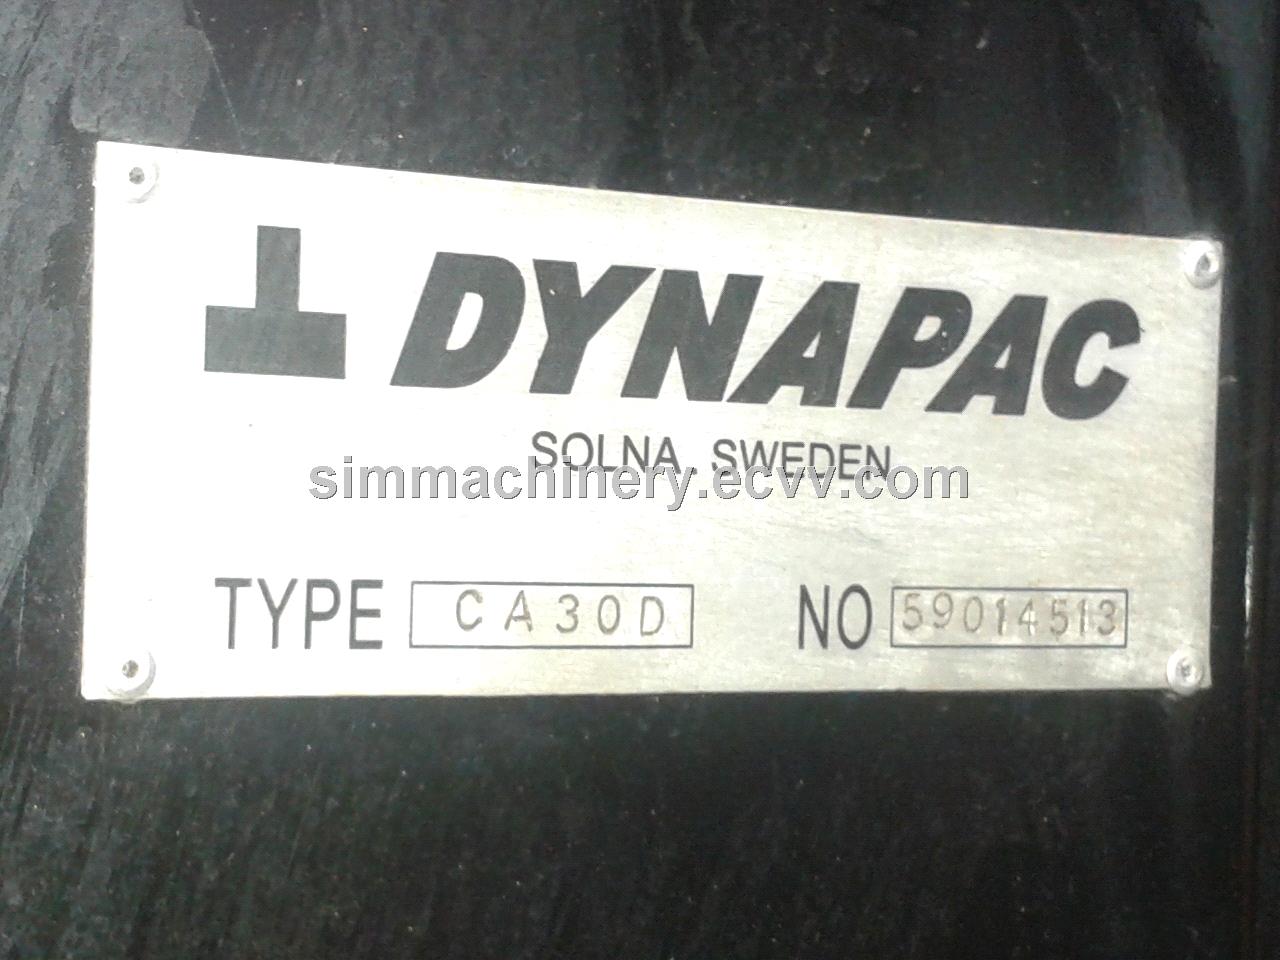 DYNAPAC
SOLNA. SWEDEN
simmachinery.ecvv.com
TYPE CA30D NO 59014513